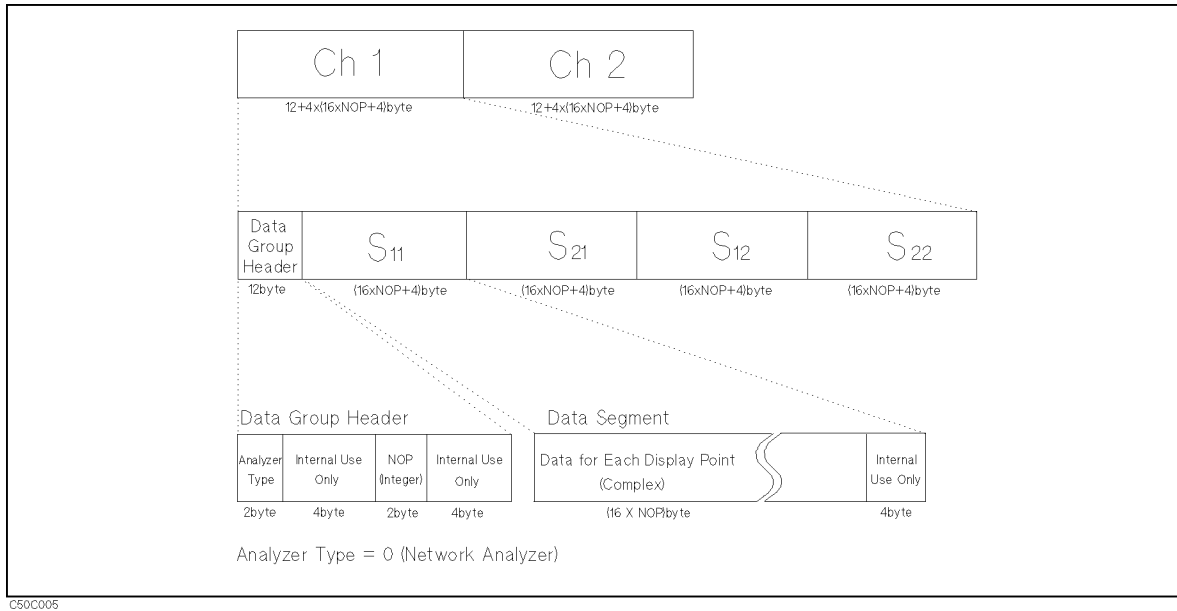 Ch 1
Ch 2
12+4x(16xNOP+4)byte
12+4x(16xNOP+4)byte
Data
Group
Header
S11
S21
S12
S22
12byte
(16xNOP+4)byte
(16xNOP+4)byte
(16xNOP+4)byte
(16xNOP+4)byte
Data Group Header
Data Segment
Analyzer
Type
Internal Use
Only
NOP
(Integer)
Internal Use
Only
Data for Each Display Point
(Complex)
Internal
Use Only
2byte
4byte
2byte
4byte
(16 X NOP)byte
4byte
Analyzer Type = 0 (Network Analyzer)
C50C005